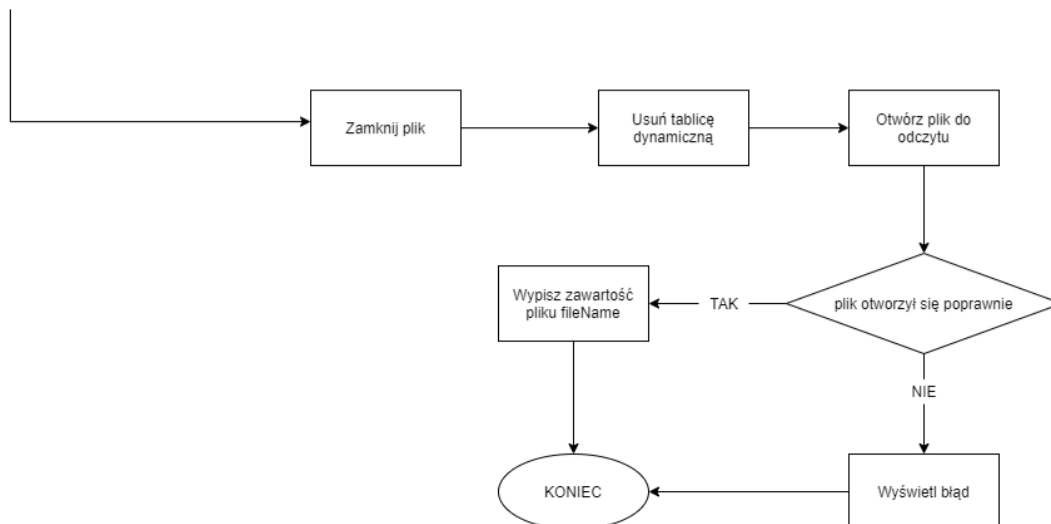 Zamknij plik
Usuń tablicę
dynamiczną
Otwórz plik do
odczytu
plik otworzył się poprawnie
TAK
Wypisz zawartość
pliku fileName
NIE
KONIEC
Wyświetl błąd